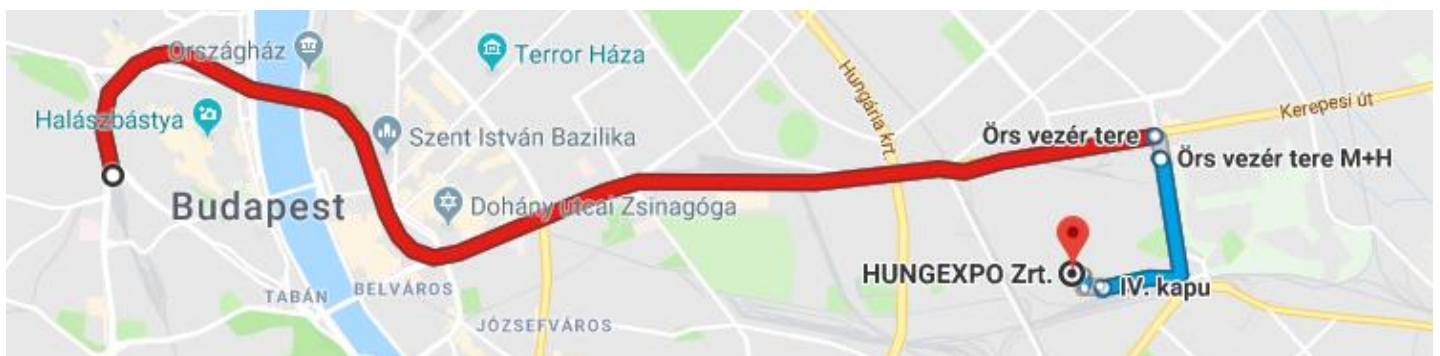 Országház
Terror Háza
Hungária krt.
Kerepesi út
Halászbástya
Szent István Bazilika
Örs vezér tere
Örs vezér tere M+H
Budapest
Dohány utcai Zsinagóga
HUNGEXPO Zrt.
IV. kapu
TABÁN
BELVÁROS
JÓZSEFVÁROS